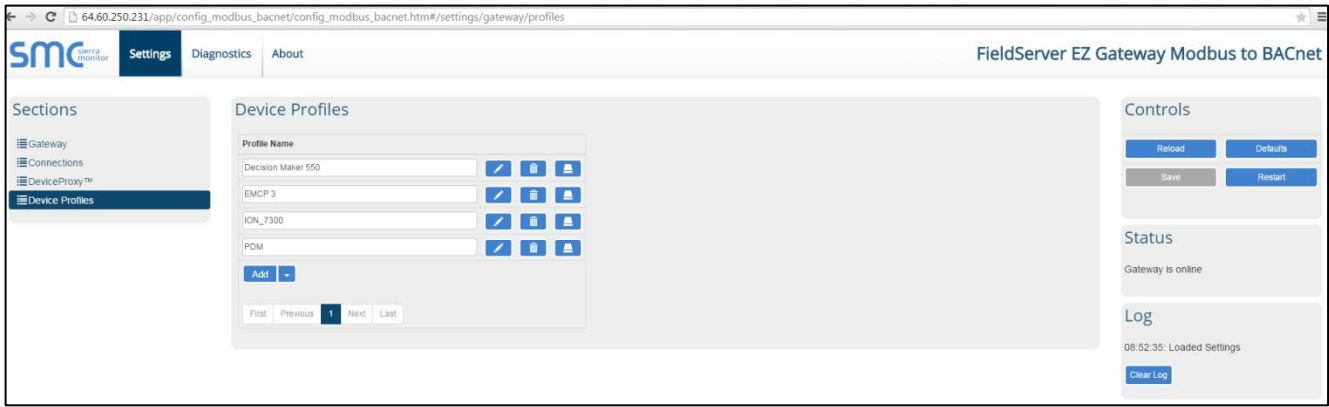 64.60.250.231/app/config_modbus_bacnet/config_modbus_bacnet.htm#/settings/gateway/profiles
smc sierra monitor
Settings Diagnostics About
FieldServer EZ Gateway Modbus to BACnet
Sections
Gateway
Connections
DeviceProxy™
Device Profiles
Device Profiles
Profile Name
Decision Maker 550
EMCP 3
ION_7300
PDM
Add
First Previous 1 Next Last
Controls
Reload Defaults
Save Restart
Status
Gateway is online
Log
08:52:35: Loaded Settings
Clear Log